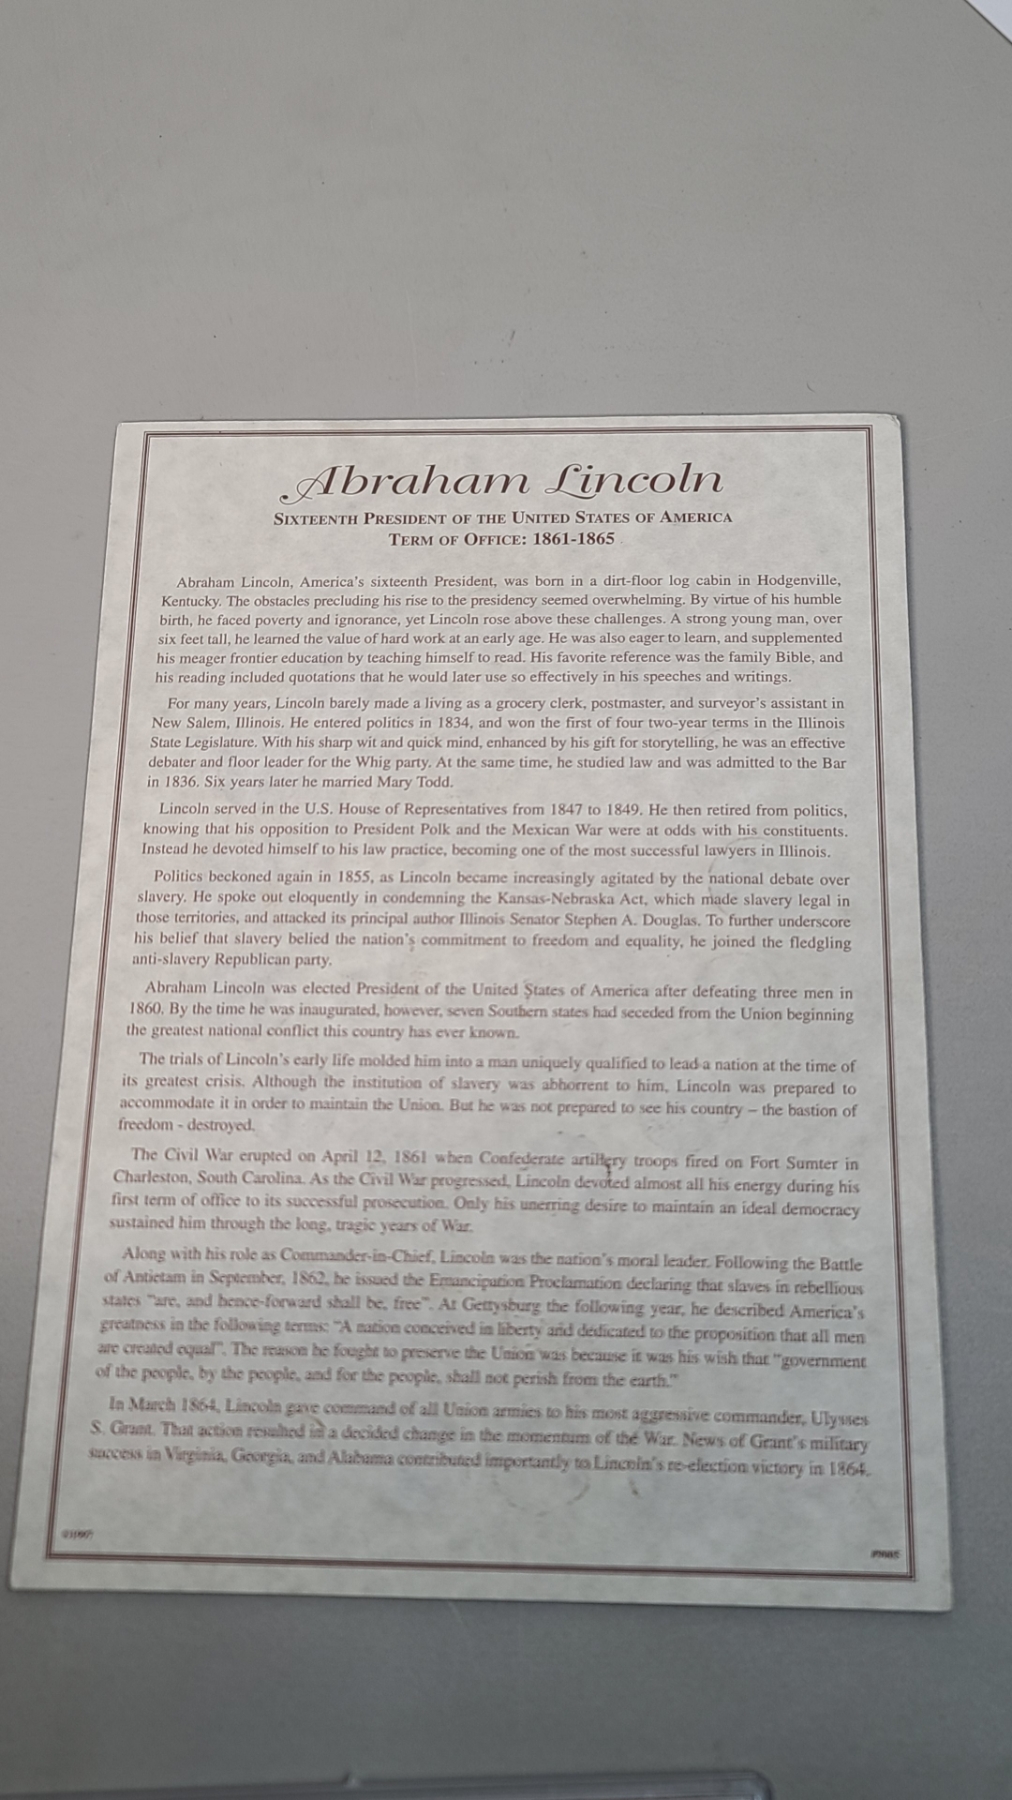 Abraham Lincoln
SIXTEENTH PRESIDENT OF THE UNITED STATES OF AMERICA
TERM OF OFFICE: 1861-1865
Abraham Lincoln, America's sixteenth President, was born in a dirt-floor log cabin in Hodgenville,
Kentucky. The obstacles precluding his rise to the presidency seemed overwhelming. By virtue of his humble
birth, he faced poverty and ignorance, yet Lincoln rose above these challenges. A strong young man, over
six feet tall, he learned the value of hard work at an early age. He was also eager to learn, and supplemented
his meager frontier education by teaching himself to read. His favorite reference was the family Bible, and
his reading included quotations that he would later use so effectively in his speeches and writings.
For many years, Lincoln barely made a living as a grocery clerk, postmaster, and surveyor's assistant in
New Salem, Illinois. He entered politics in 1834, and won the first of four two-year terms in the Illinois
State Legislature. With his sharp wit and quick mind, enhanced by his gift for storytelling, he was an effective
debater and floor leader for the Whig party. At the same time, he studied law and was admitted to the Bar
in 1836. Six years later he married Mary Todd.
Lincoln served in the U.S. House of Representatives from 1847 to 1849. He then retired from politics,
knowing that his opposition to President Polk and the Mexican War were at odds with his constituents.
Instead he devoted himself to his law practice, becoming one of the most successful lawyers in Illinois.
Politics beckoned again in 1855, as Lincoln became increasingly agitated by the national debate over
slavery. He spoke out eloquently in condemning the Kansas-Nebraska Act, which made slavery legal in
those territories, and attacked its principal author Illinois Senator Stephen A. Douglas. To further underscore
his belief that slavery belied the nation's commitment to freedom and equality, he joined the fledgling
anti-slavery Republican party.
Abraham Lincoln was elected President of the United States of America after defeating three men in
1860. By the time he was inaugurated, however, seven Southern states had seceded from the Union beginning
the greatest national conflict this country has ever known.
The trials of Lincoln's early life molded him into a man uniquely qualified to lead a nation at the time of
its greatest crisis. Although the institution of slavery was abhorrent to him, Lincoln was prepared to
accommodate it in order to maintain the Union. But he was not prepared to see his country – the bastion of
freedom - destroyed.
The Civil War erupted on April 12, 1861 when Confederate artillery troops fired on Fort Sumter in
Charleston, South Carolina. As the Civil War progressed, Lincoln devoted almost all his energy during his
first term of office to its successful prosecution. Only his unerring desire to maintain an ideal democracy
sustained him through the long, tragic years of War.
Along with his role as Commander-in-Chief, Lincoln was the nation's moral leader. Following the Battle
of Antietam in September, 1862, he issued the Emancipation Proclamation declaring that slaves in rebellious
states "are, and hence-forward shall be, free". At Gettysburg the following year, he described America's
greatness in the following terms: "A nation conceived in liberty and dedicated to the proposition that all men
are created equal". The reason he fought to preserve the Union was because it was his wish that "government
of the people, by the people, and for the people, shall not perish from the earth."
In March 1864, Lincoln gave command of all Union armies to his most aggressive commander, Ulysses
S. Grant. That action resulted in a decided change in the momentum of the War. News of Grant's military
success in Virginia, Georgia, and Alabama contributed importantly to Lincoln's re-election victory in 1864.